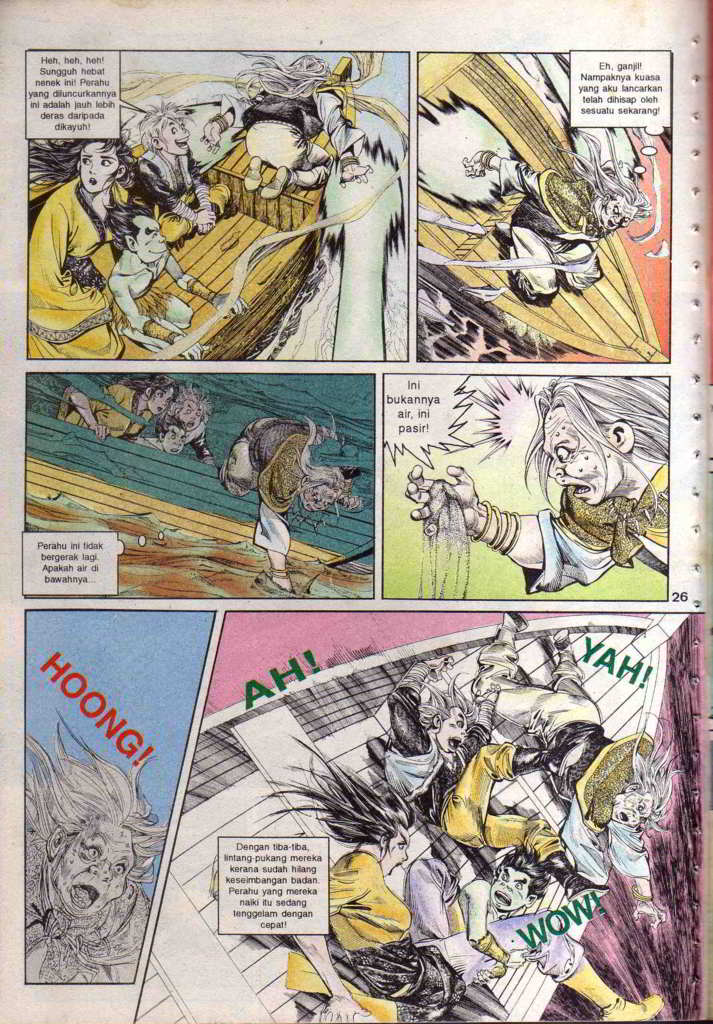 Heh, heh, heh!
Sungguh hebat
nenek ini! Perahu
yang diluncurkannya
ini adalah jauh lebih
deras daripada
dikayuh!
Eh, ganjil!
Nampaknya kuasa
yang aku lancarkan
telah dihisap oleh
sesuatu sekarang!
Perahu ini tidak
bergerak lagi.
Apakah air di
bawahnya...
Ini
bukannya
air, ini
pasir!
26
HOONG!
AH!
YAH!
Dengan tiba-tiba,
lintang-pukang mereka
kerana sudah hilang
keseimbangan badan.
Perahu yang mereka
naiki itu sedang
tenggelam dengan
cepat!
WOW!